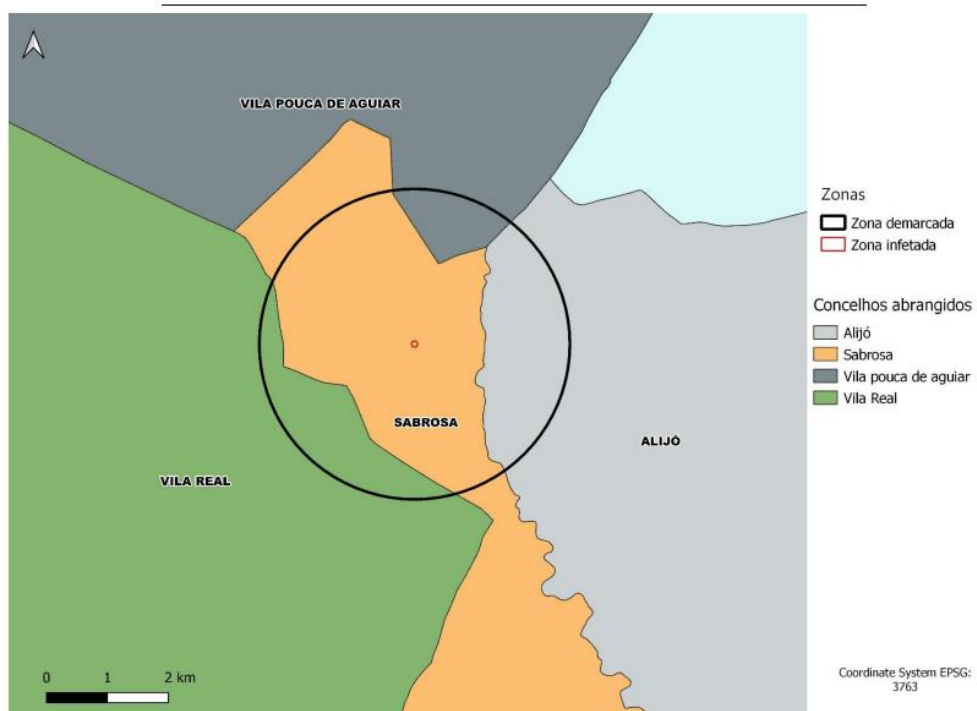 VILA POUCA DE AGUIAR
SABROSA
ALIJÓ
VILA REAL
0 1 2 km
Zonas
Zona demarcada
Zona infetada
Concelhos abrangidos
Alijó
Sabrosa
Vila pouca de aguiar
Vila Real
Coordinate System EPSG:
3763